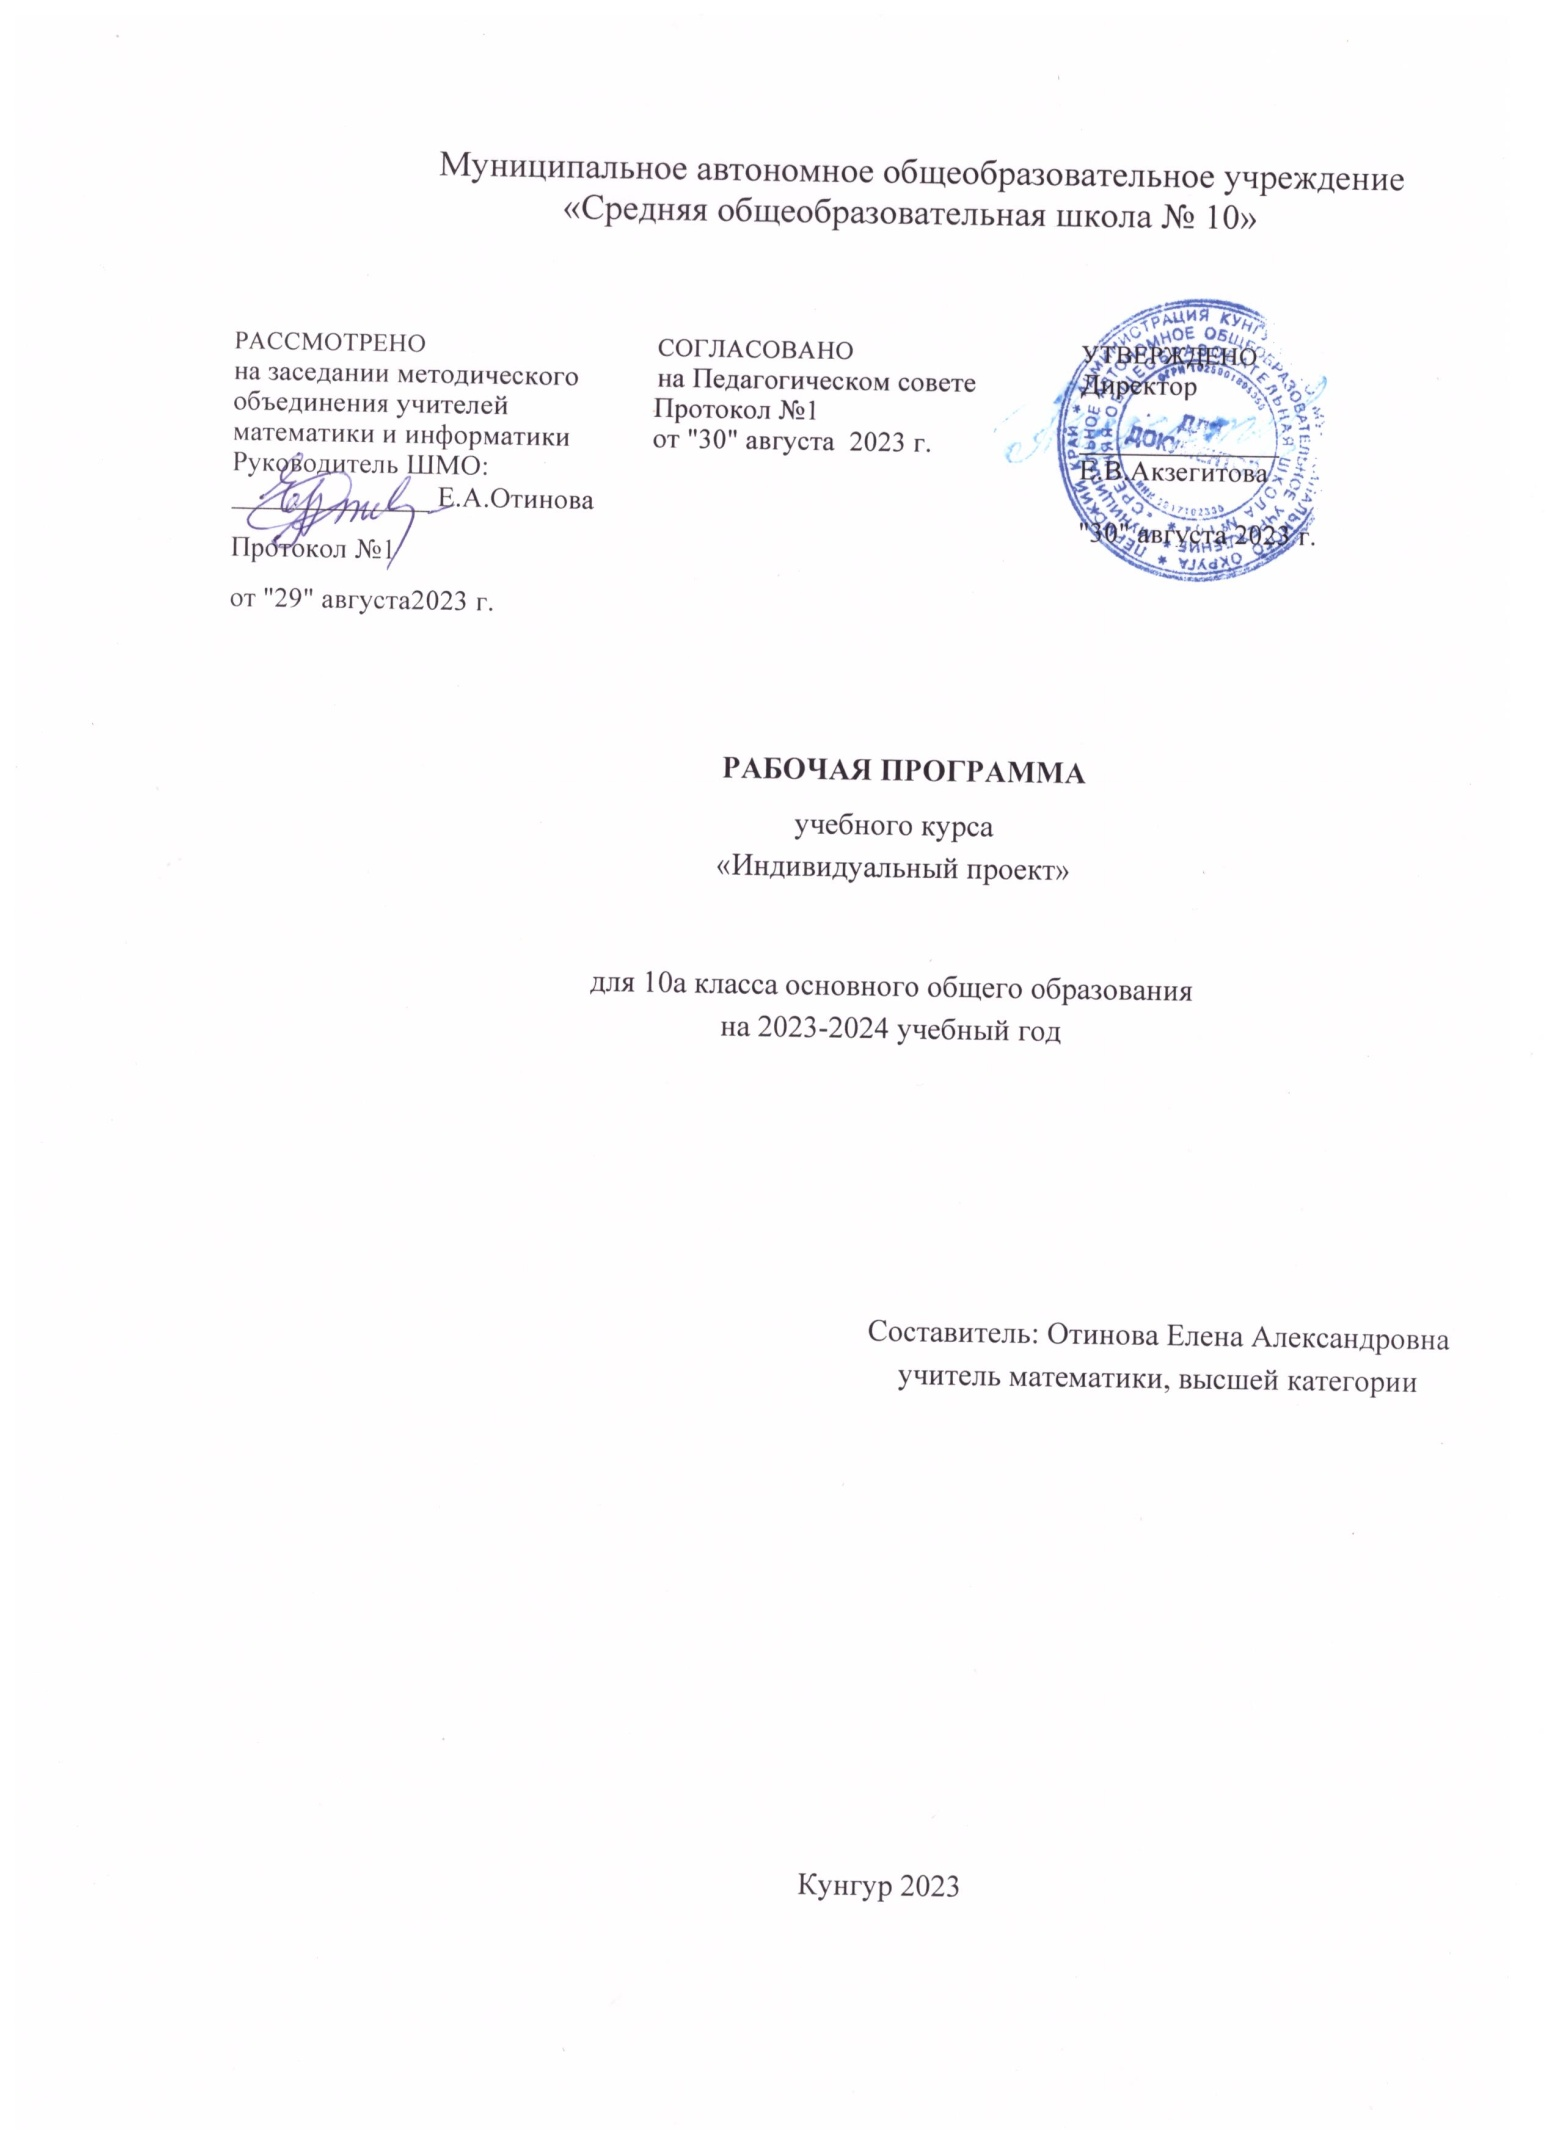 Муниципальное автономное общеобразовательное учреждение
«Средняя общеобразовательная школа № 10»
РАССМОТРЕНО
на заседании методического
объединения учителей
математики и информатики
Руководитель ШМО:
Е.А.Отинова
Протокол №1
от "29" августа2023 г.
СОГЛАСОВАНО
на Педагогическом совете
Протокол №1
от "30" августа 2023 г.
УТВЕРЖДЕНО
Директор
Е.В.Акзегитова
"30" августа 2023 г.
РАБОЧАЯ ПРОГРАММА
учебного курса
«Индивидуальный проект»
для 10а класса основного общего образования
на 2023-2024 учебный год
Составитель: Отинова Елена Александровна
учитель математики, высшей категории
Кунгур 2023